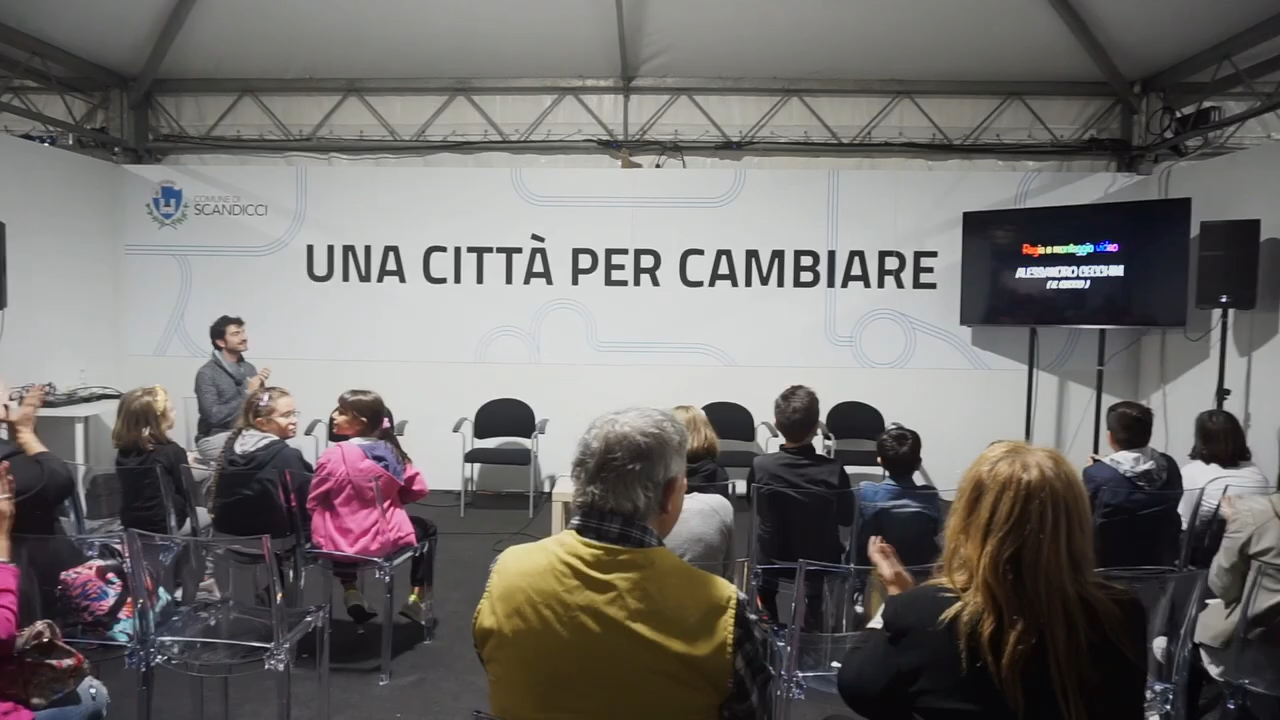 COMUNE DI
SCANDICCI
UNA CITTÀ PER CAMBIARE
Regia e montaggio video
ALESSANDRO CECCHINI